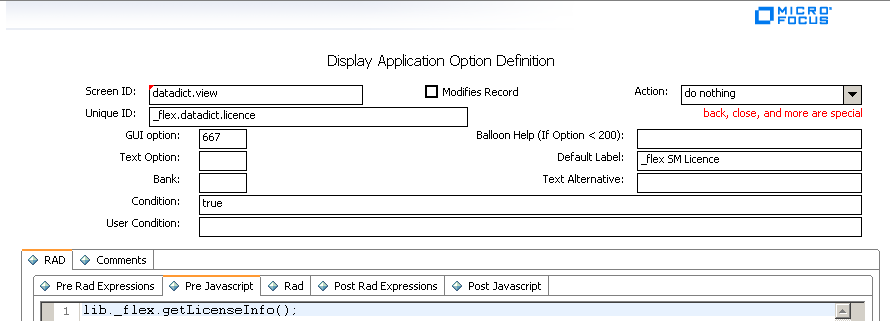 MICRO
FOCUS
Display Application Option Definition
Screen ID: datadict.view Modifies Record Action: do nothing
Unique ID: _flex.datadict.licence back, close, and more are special
GUI option: 667 Balloon Help (If Option < 200):
Text Option: Default Label: _flex SM Licence
Bank: Text Alternative:
Condition: true
User Condition:
RAD Comments
Pre Rad Expressions Pre Javascript Rad Post Rad Expressions Post Javascript
1 lib._flex.getLicenseInfo();